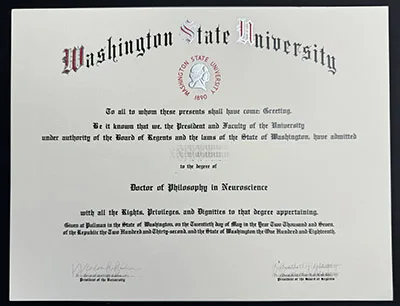 Washington State University
WASHINGTON STATE UNIVERSITY
1890
To all to whom these presents shall have come: Greeting.
Be it known that we, the President and Faculty of the University
under authority of the Board of Regents and the laws of the State of Washington, have admitted
to the degree of
Doctor of Philosophy in Neuroscience
with all the Rights, Privileges, and Dignities to that degree appertaining.
Given at Pullman in the State of Washington, on the Twentieth day of May in the Year Two Thousand and Seven,
of the Republic the Two Hundred and Thirty-second, and the State of Washington the One Hundred and Eighteenth.
President of the University
President of the Board of Regents